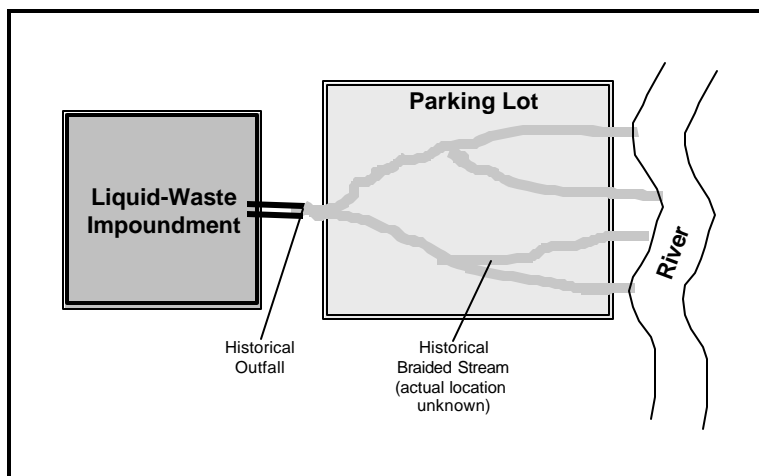 Parking Lot
Liquid-Waste
Impoundment
River
Historical
Outfall
Historical
Braided Stream
(actual location
unknown)